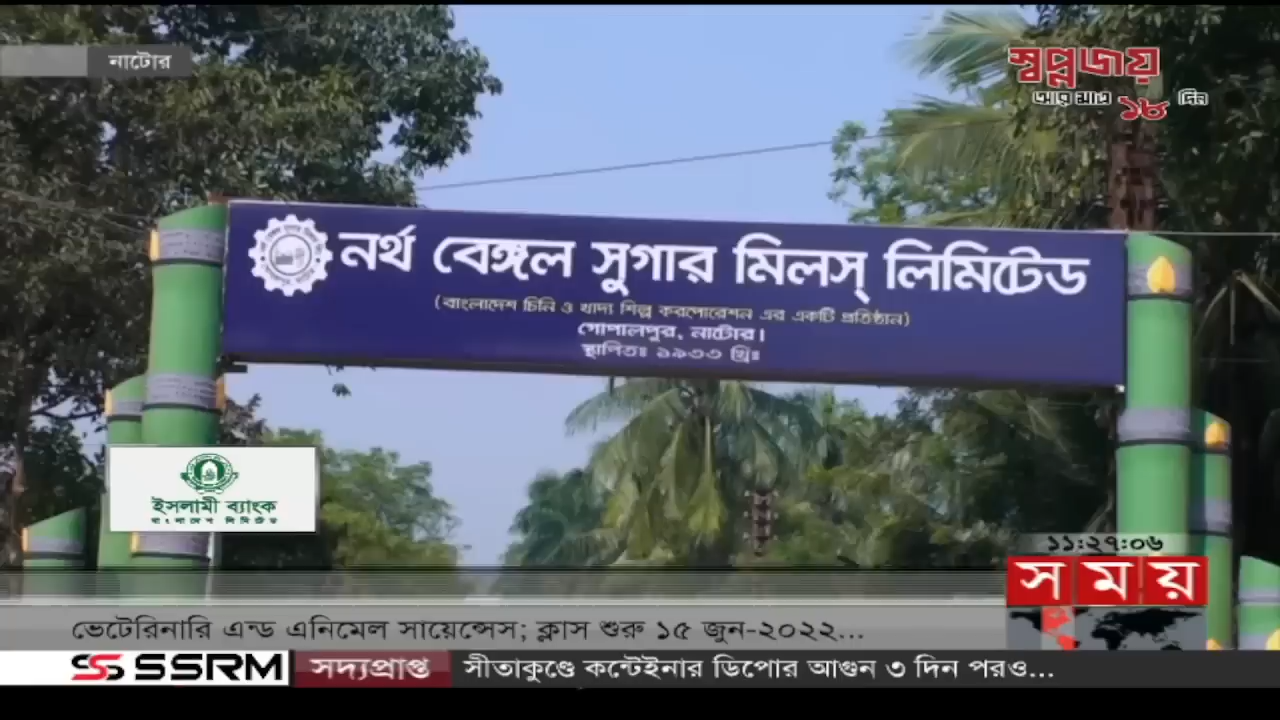 নাটোর
স্বপ্নজয়
আর মাত্র ১৮ দিন
নর্থ বেঙ্গল সুগার মিলস্ লিমিটেড
(বাংলাদেশ চিনি ও খাদ্য শিল্প করপোরেশন এর একটি প্রতিষ্ঠান)
গোপালপুর, নাটোর।
স্থাপিতঃ ১৯৩৩ খ্রিঃ
ইসলামী ব্যাংক
বাংলাদেশ লিমিটেড
১১:২৭:০৬
সময়
ভেটেরিনারি এন্ড এনিমেল সায়েন্সেস; ক্লাস শুরু ১৫ জুন-২০২২...
SSRM সদ্যপ্রাপ্ত সীতাকুণ্ডে কন্টেইনার ডিপোর আগুন ৩ দিন পরও...